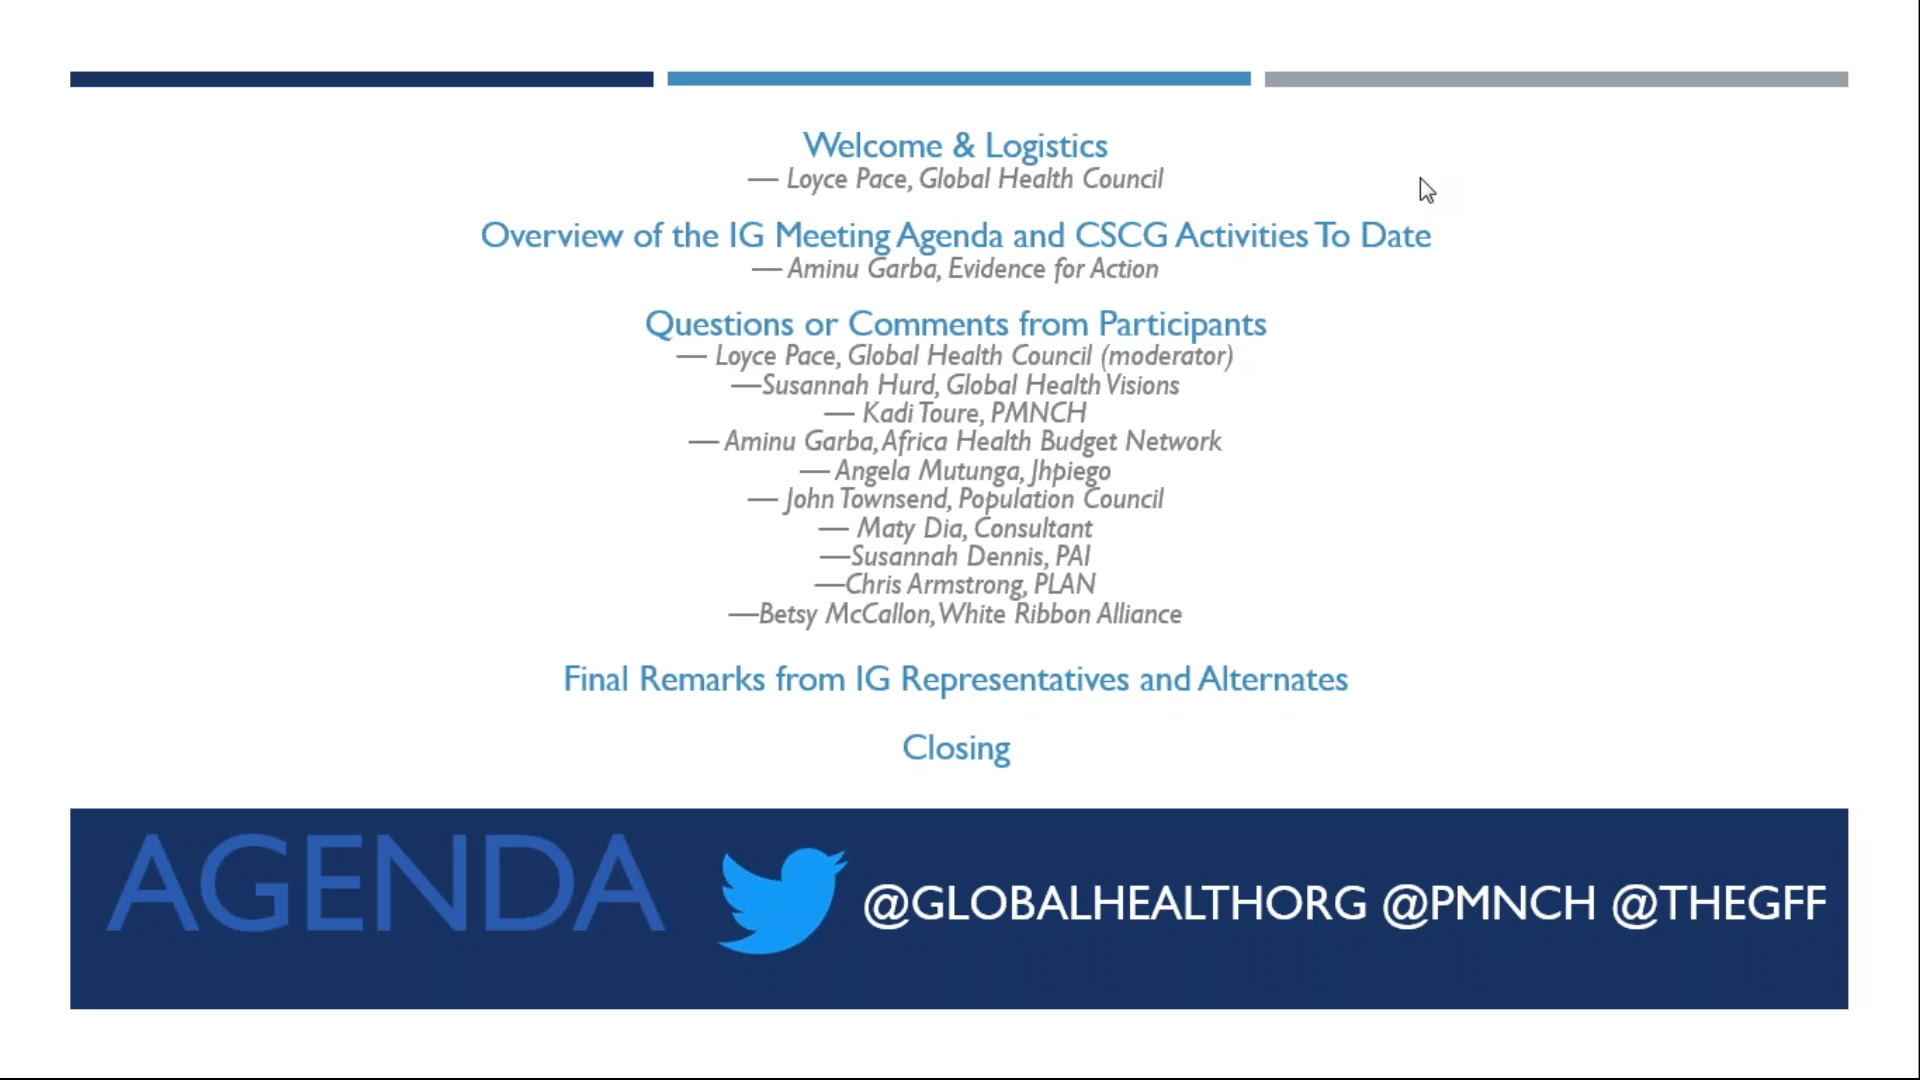 Welcome & Logistics
— Loyce Pace, Global Health Council
Overview of the IG Meeting Agenda and CSCG Activities To Date
— Aminu Garba, Evidence for Action
Questions or Comments from Participants
— Loyce Pace, Global Health Council (moderator)
—Susannah Hurd, Global Health Visions
— Kadi Toure, PMNCH
— Aminu Garba, Africa Health Budget Network
— Angela Mutunga, Jhpiego
— John Townsend, Population Council
— Maty Dia, Consultant
—Susannah Dennis, PAI
—Chris Armstrong, PLAN
—Betsy McCallon, White Ribbon Alliance
Final Remarks from IG Representatives and Alternates
Closing
AGENDA
@GLOBALHEALTHORG @PMNCH @THEGFF